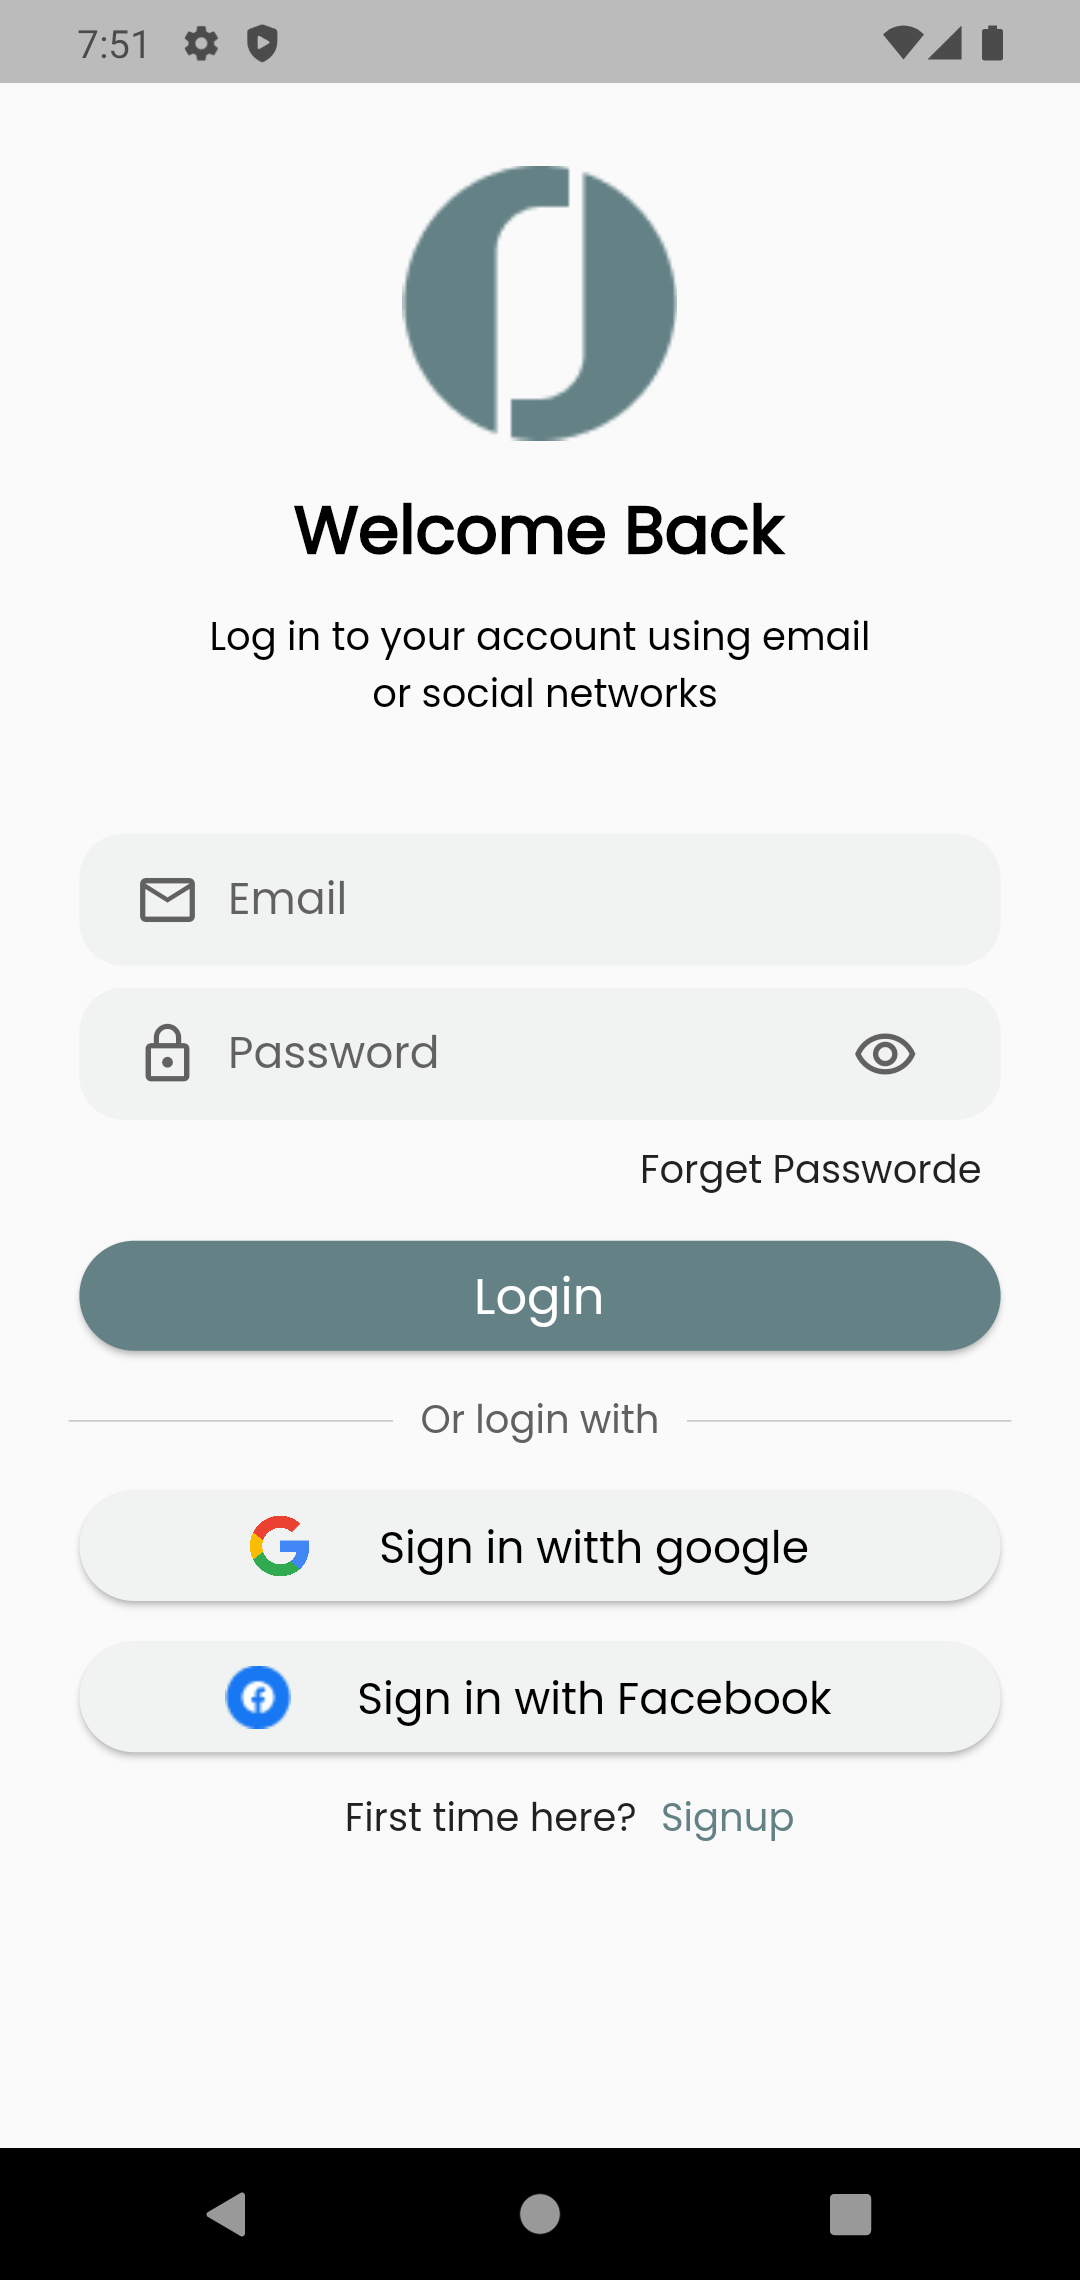 7:51
Welcome Back
Log in to your account using email
or social networks
Email
Password
Forget Passworde
Login
Or login with
Sign in witth google
Sign in with Facebook
First time here? Signup